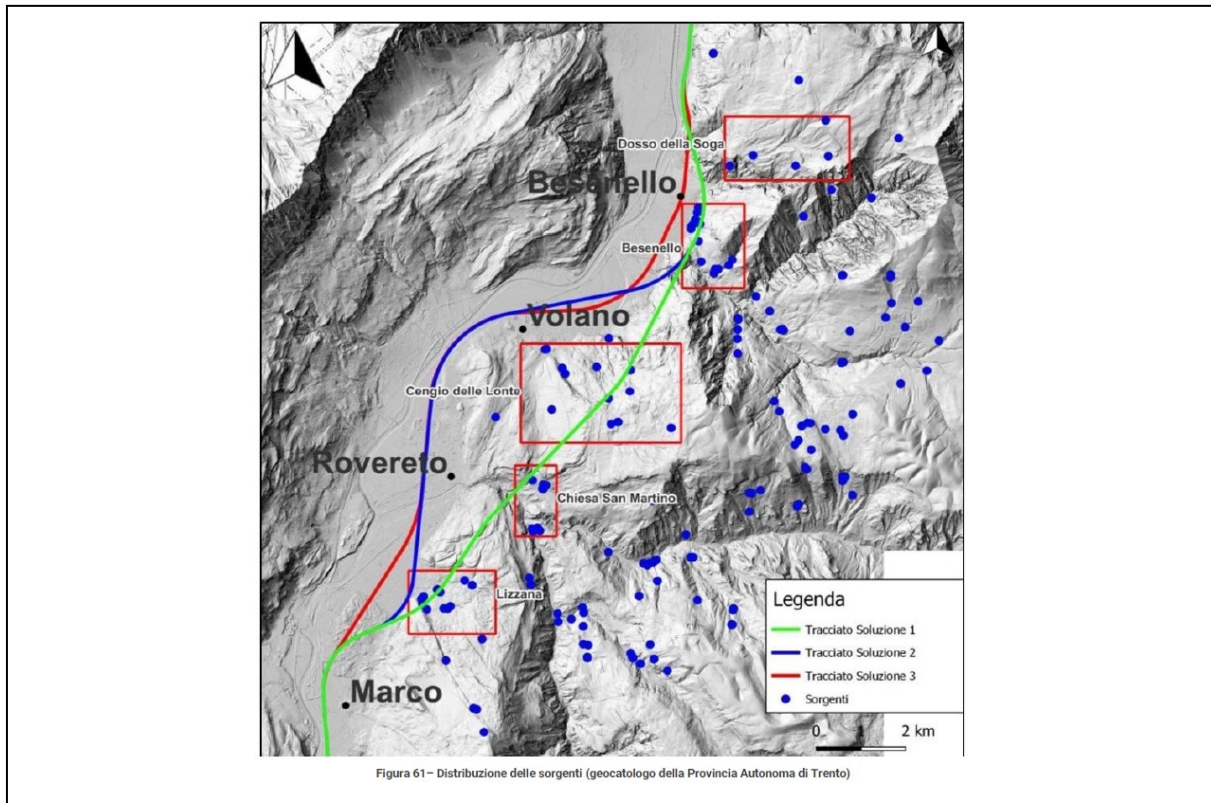 Dosso della Soga
Besenello
Besenello
Volano
Cengio delle Lonte
Rovereto
Chiesa San Martino
Lizzana
Marco
Legenda
Tracciato Soluzione 1
Tracciato Soluzione 2
Tracciato Soluzione 3
Sorgenti
0 1 2 km
Figura 61– Distribuzione delle sorgenti (geocatologo della Provincia Autonoma di Trento)